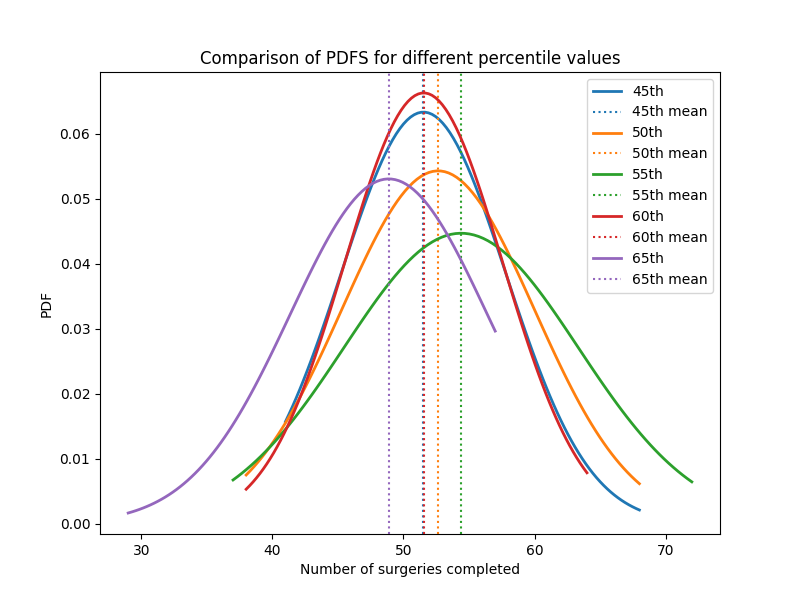 Comparison of PDFS for different percentile values
45th
45th mean
50th
50th mean
55th
55th mean
60th
60th mean
65th
65th mean
PDF
0.06
0.05
0.04
0.03
0.02
0.01
0.00
30 40 50 60 70
Number of surgeries completed